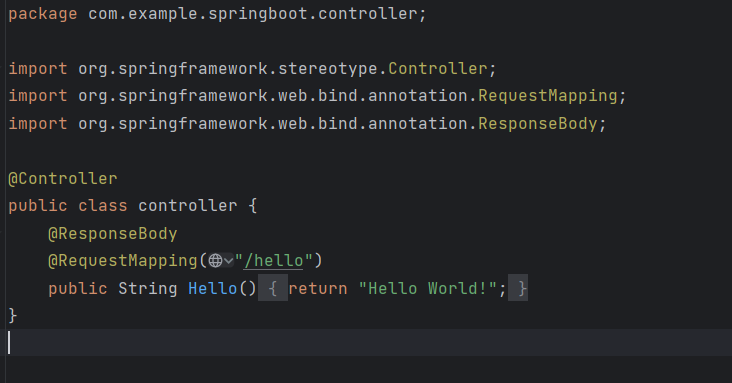 package com.example.springboot.controller;
import org.springframework.stereotype.Controller;
import org.springframework.web.bind.annotation.RequestMapping;
import org.springframework.web.bind.annotation.ResponseBody;
@Controller
public class controller {
@ResponseBody
@RequestMapping("/hello")
public String Hello() { return "Hello World!"; }
}